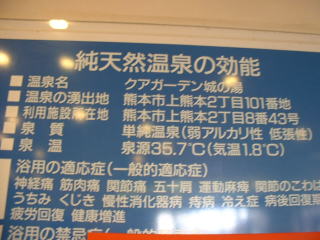 純天然温泉の効能
■ 温泉名 クアガーデン城の湯
■ 温泉の湧出地 熊本市上熊本2丁目101番地
■ 利用施設所在地 熊本市上熊本2丁目8番43号
■ 泉質 単純温泉(弱アルカリ性 低張性)
■ 泉温 泉源35.7℃(気温1.8℃)
浴用の適応症(一般的適応症)
神経痛 筋肉痛 関節痛 五十肩 運動麻痺 関節のこわば
うちみ くじき 慢性消化器病 痔病 冷え症 病後回復
疲労回復 健康増進
浴用の禁忌症(一般的